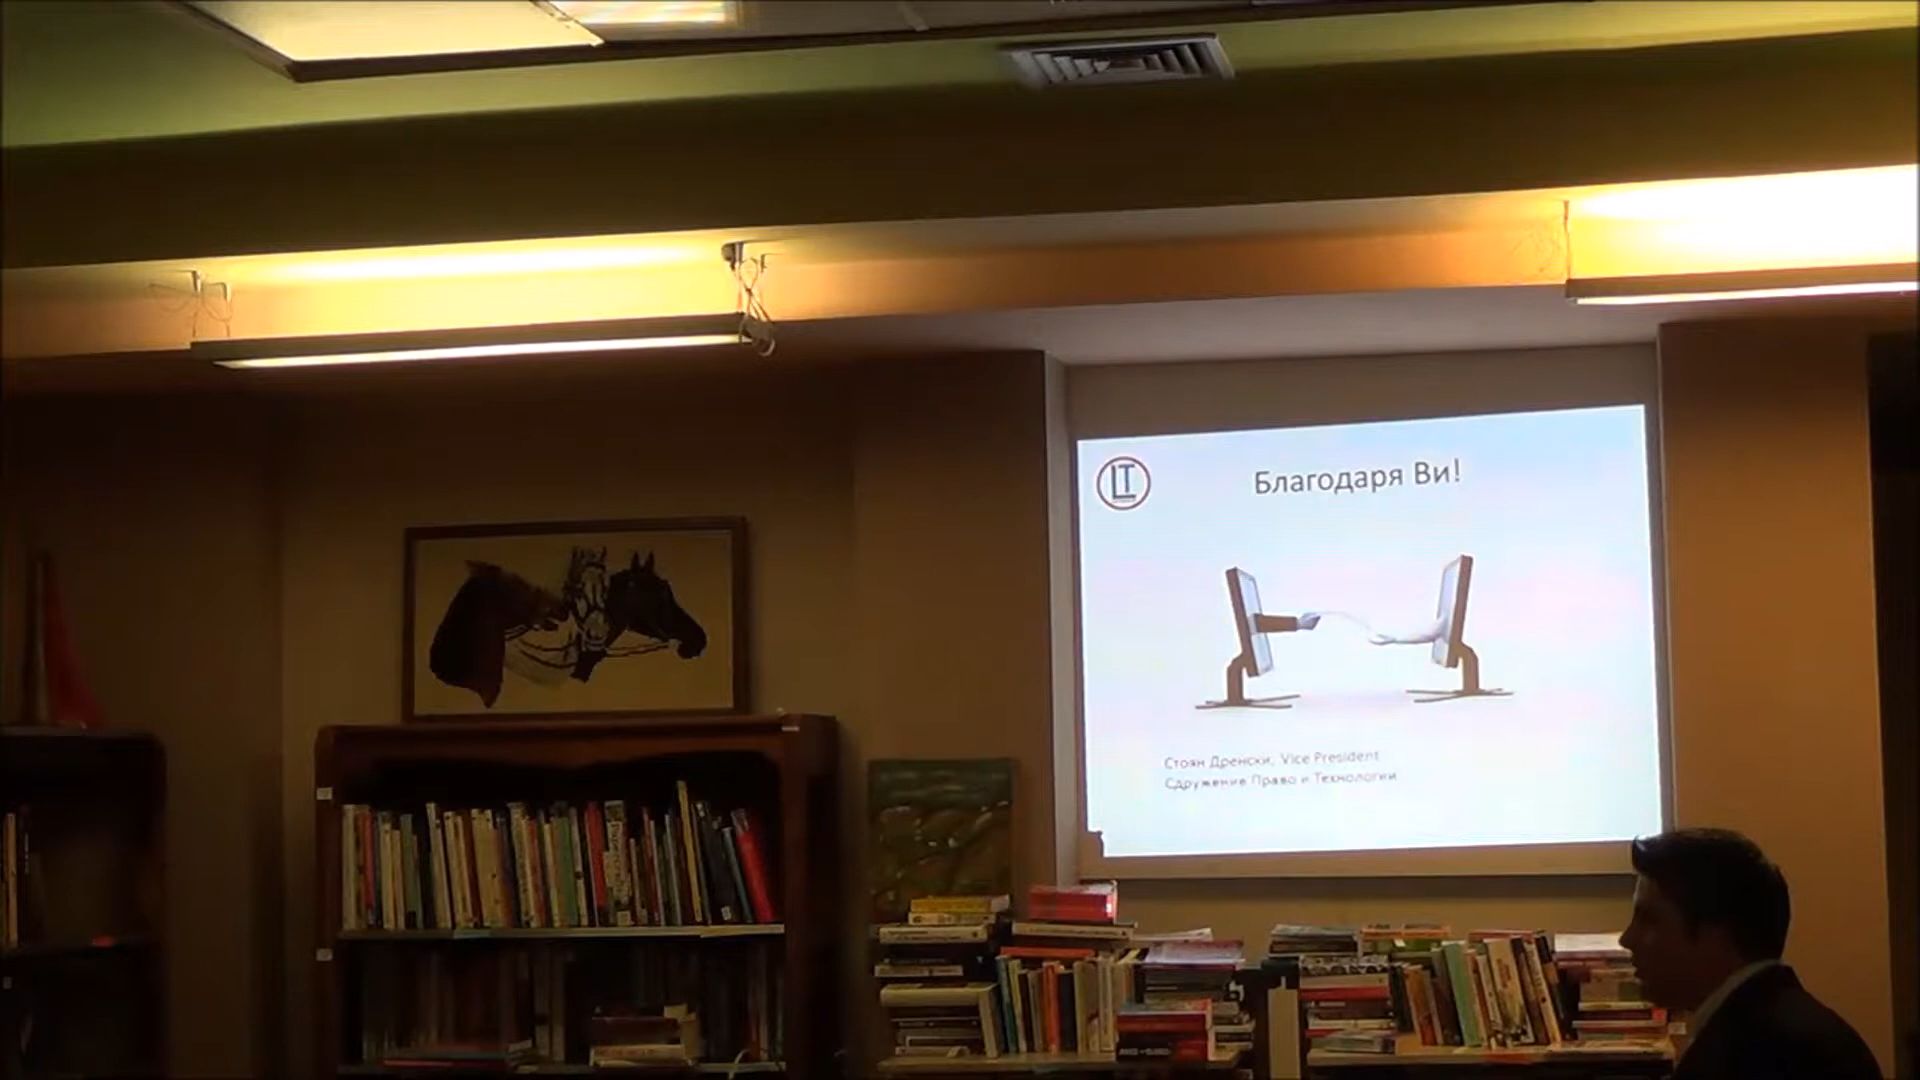 LT
Благодаря Ви!
Стоян Дренски, Vice President
Сдружение Право и Технологии